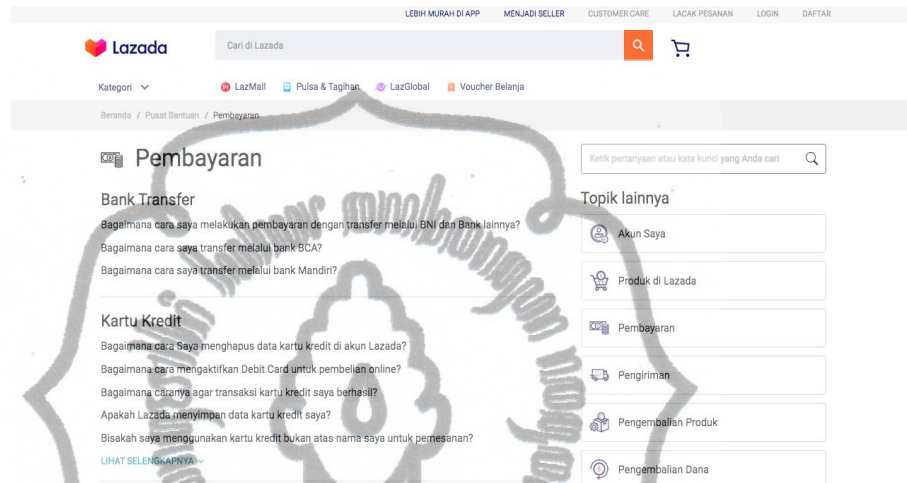 LEBIH MURAH DI APP MENJADI SELLER CUSTOMER CARE LACAK PESANAN LOGIN DAFTAR
Lazada
Cari di Lazada
Kategori LazMall Pulsa & Tagihan LazGlobal Voucher Belanja
Beranda / Pusat Bantuan / Pembayaran
Pembayaran
Ketik pertanyaan atau kata kunci yang Anda cari
Bank Transfer
Bagaimana cara saya melakukan pembayaran dengan transfer melalui BNI dan Bank lainnya?
Bagaimana cara saya transfer melalui bank BCA?
Bagaimana cara saya transfer melalui bank Mandiri?
Kartu Kredit
Bagaimana cara Saya menghapus data kartu kredit di akun Lazada?
Bagaimana cara mengaktifkan Debit Card untuk pembelian online?
Bagaimana caranya agar transaksi kartu kredit saya berhasil?
Apakah Lazada menyimpan data kartu kredit saya?
Bisakah saya menggunakan kartu kredit bukan atas nama saya untuk pemesanan?
LIHAT SELENGKAPNYA
Topik lainnya
Akun Saya
Produk di Lazada
Pembayaran
Pengiriman
Pengembalian Produk
Pengembalian Dana